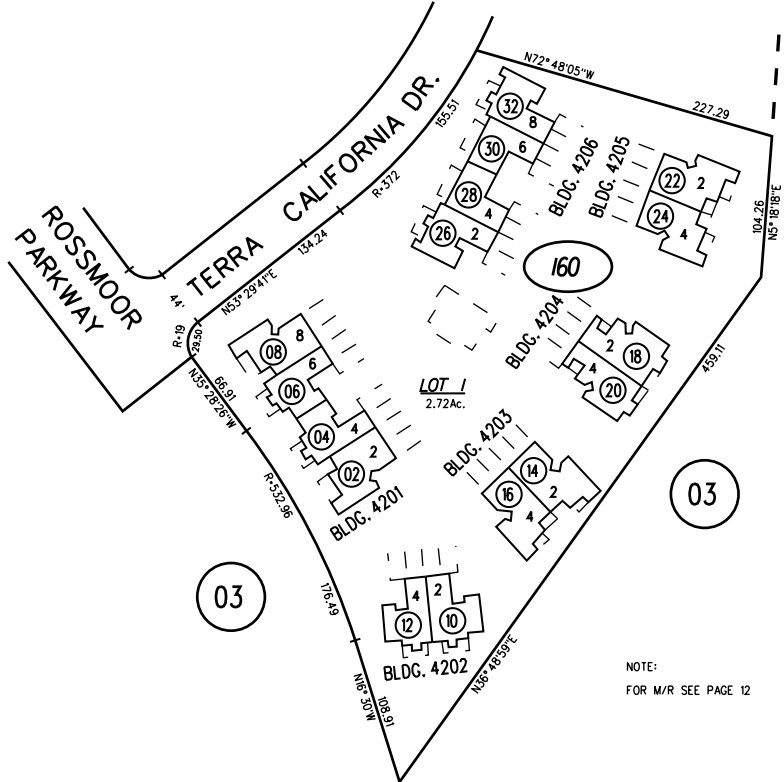 N72°48'05"W
227.29
N5°18'18"E
104.26
155.51
R=372
TERRA CALIFORNIA DR.
ROSSMOOR
PARKWAY
44'
R=19
29.50
N53°29'41"E
134.24
32
8
30
6
28
4
26
2
BLDG. 4206
BLDG. 4205
22
2
24
4
160
BLDG. 4204
2
18
4
20
459.11
08
8
06
6
04
4
02
2
BLDG. 4201
LOT 1
2.72Ac.
66.91
N35°28'26"W
R=532.96
BLDG. 4203
14
2
16
4
03
03
176.49
4
2
12
10
BLDG. 4202
N36°48'59"E
N16°30'W
108.91
NOTE:
FOR M/R SEE PAGE 12